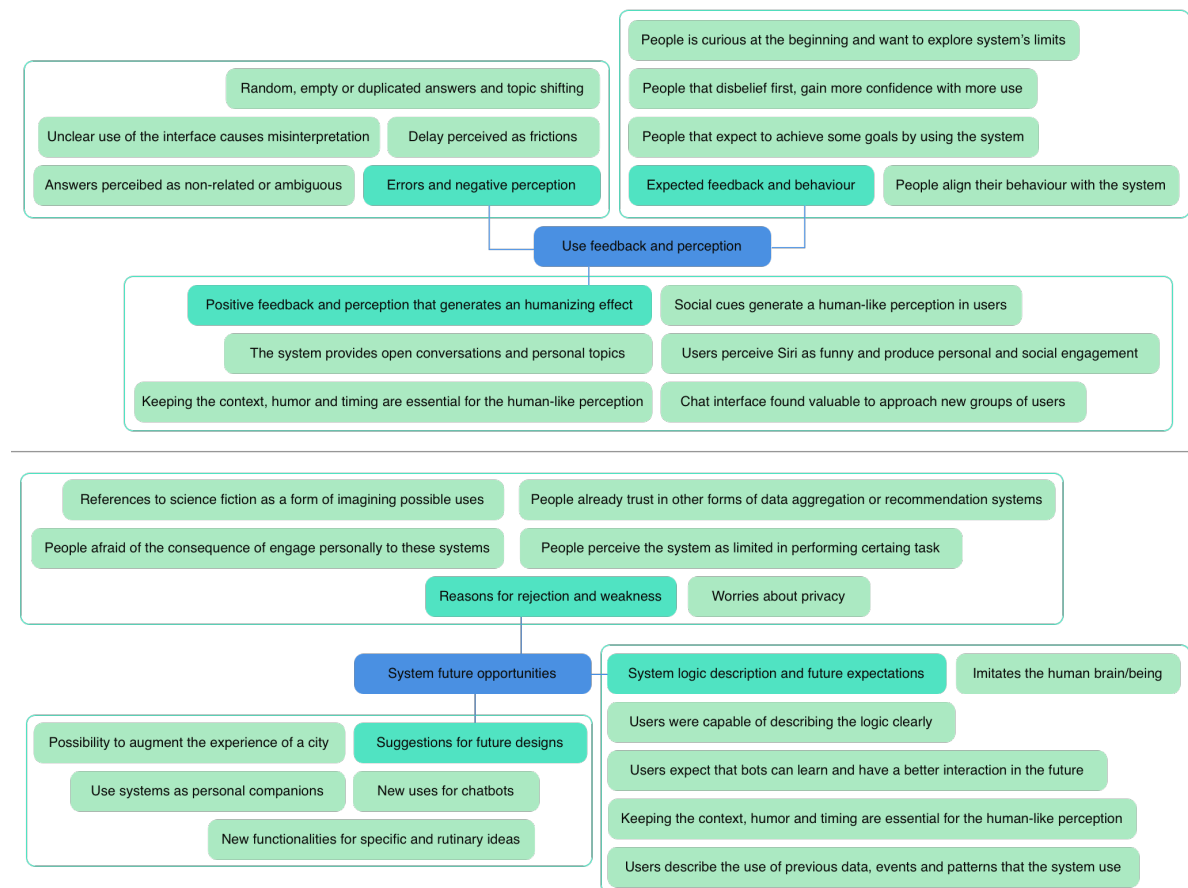 People is curious at the beginning and want to explore system's limits
Random, empty or duplicated answers and topic shifting
People that disbelief first, gain more confidence with more use
Unclear use of the interface causes misinterpretation
Delay perceived as frictions
People that expect to achieve some goals by using the system
Answers perceibed as non-related or ambiguous
Errors and negative perception
Expected feedback and behaviour
People align their behaviour with the system
Use feedback and perception
Positive feedback and perception that generates an humanizing effect
Social cues generate a human-like perception in users
The system provides open conversations and personal topics
Users perceive Siri as funny and produce personal and social engagement
Keeping the context, humor and timing are essential for the human-like perception
Chat interface found valuable to approach new groups of users
References to science fiction as a form of imagining possible uses
People already trust in other forms of data aggregation or recommendation systems
People afraid of the consequence of engage personally to these systems
People perceive the system as limited in performing certaing task
Reasons for rejection and weakness
Worries about privacy
System future opportunities
System logic description and future expectations
Imitates the human brain/being
Users were capable of describing the logic clearly
Possibility to augment the experience of a city
Suggestions for future designs
Users expect that bots can learn and have a better interaction in the future
Use systems as personal companions
New uses for chatbots
Keeping the context, humor and timing are essential for the human-like perception
New functionalities for specific and rutinary ideas
Users describe the use of previous data, events and patterns that the system use